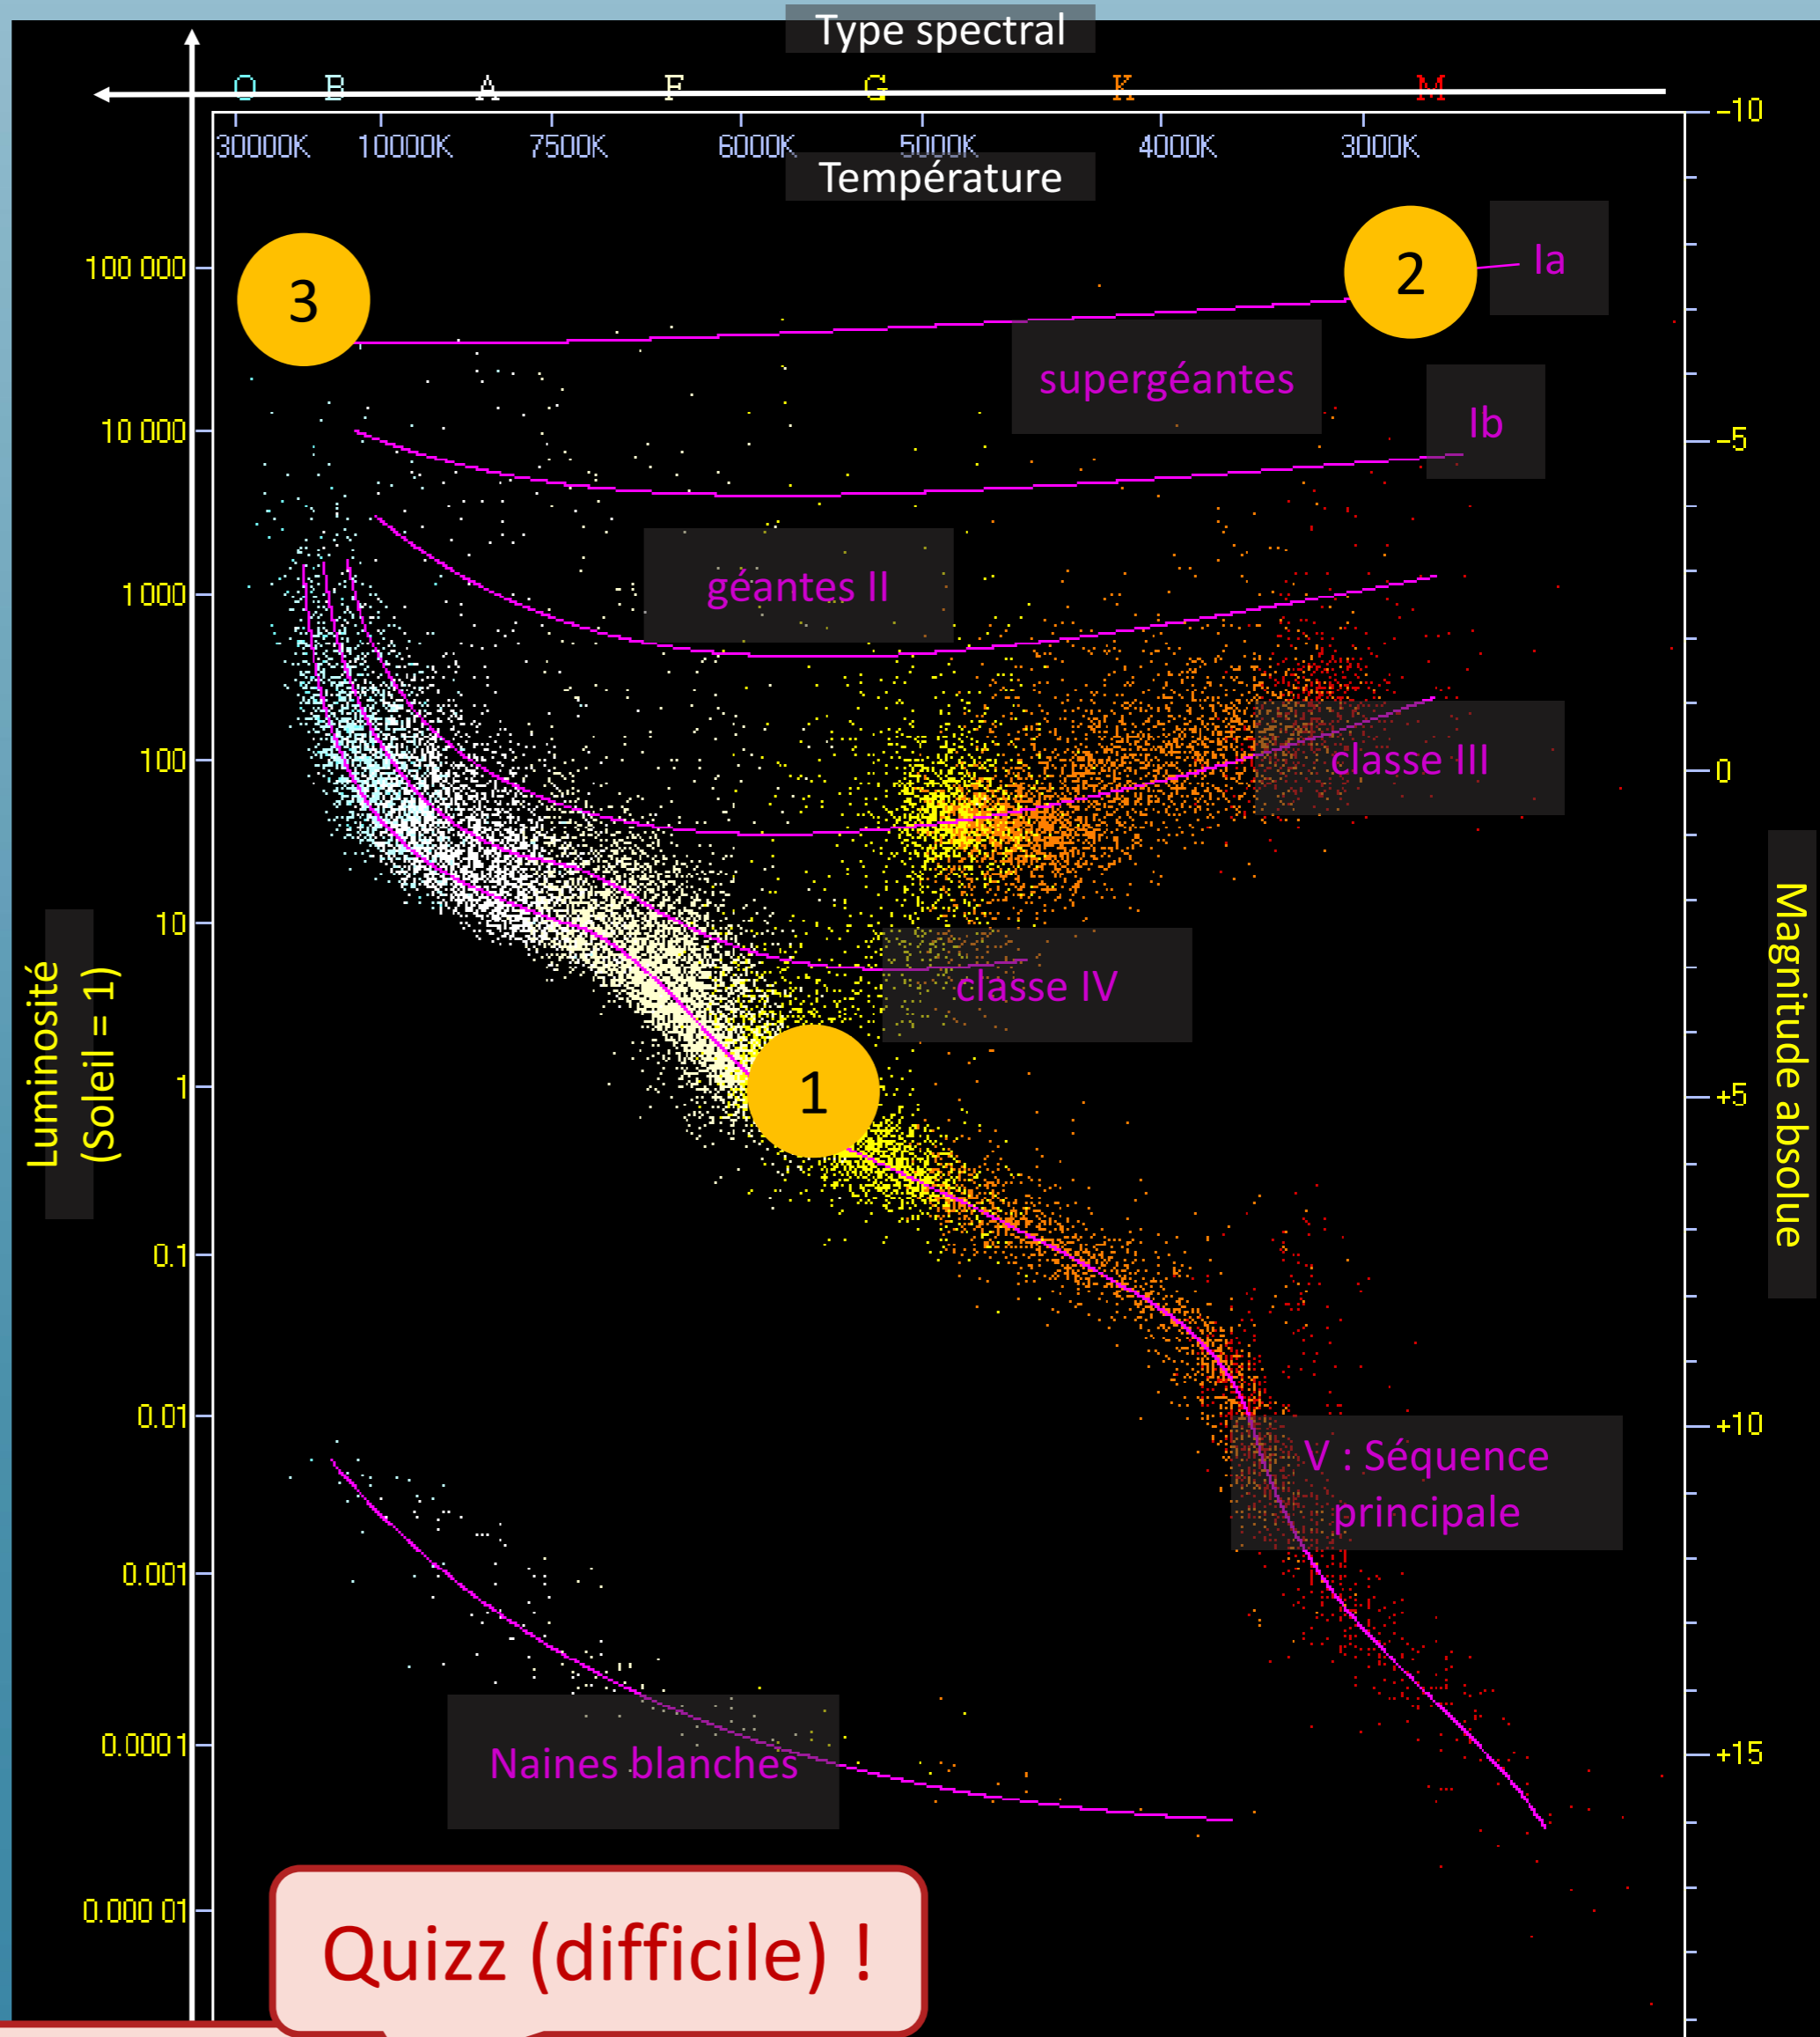 Type spectral
O B A F G K M
30000K 10000K 7500K 6000K 5000K 4000K 3000K
Température
-10
3
2
Ia
100 000
supergéantes
Ib
10 000
-5
géantes II
1000
100
classe III
0
10
classe IV
Luminosité
(Soleil = 1)
Magnitude absolue
1
1
+5
0.1
0.01
+10
V : Séquence
principale
0.001
0.000 1
Naines blanches
+15
0.000 01
Quizz (difficile) !